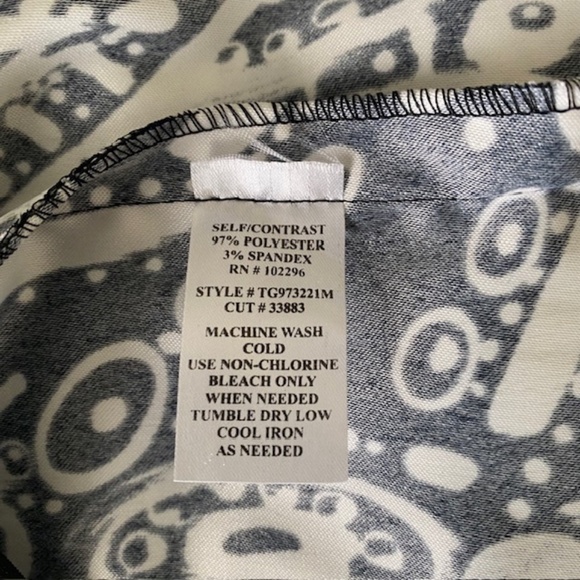 SELF/CONTRAST
97% POLYESTER
3% SPANDEX
RN # 102296
STYLE # TG973221M
CUT # 33883
MACHINE WASH
COLD
USE NON-CHLORINE
BLEACH ONLY
WHEN NEEDED
TUMBLE DRY LOW
COOL IRON
AS NEEDED